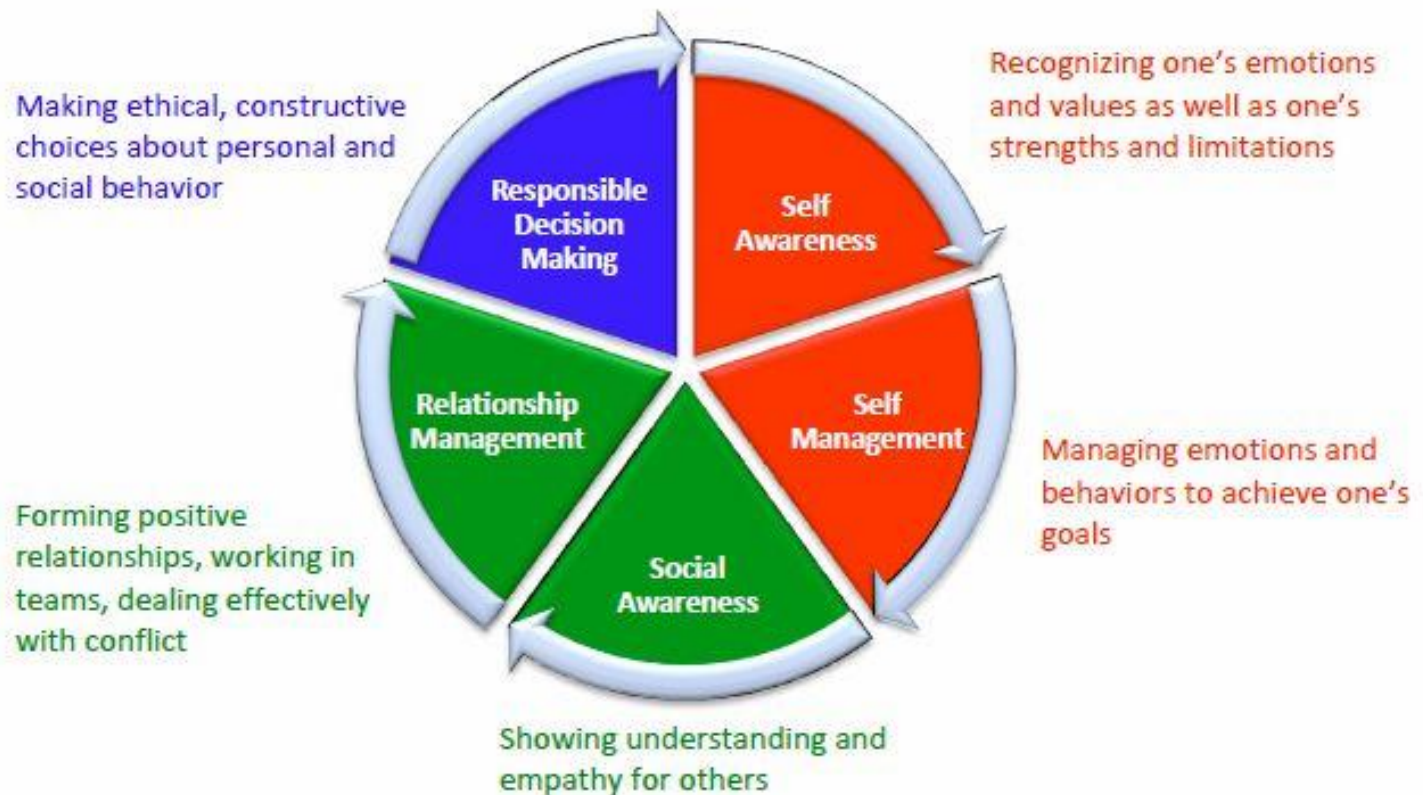 Making ethical, constructive
choices about personal and
social behavior
Responsible
Decision
Making
Self
Awareness
Recognizing one’s emotions
and values as well as one’s
strengths and limitations
Relationship
Management
Self
Management
Managing emotions and
behaviors to achieve one’s
goals
Forming positive
relationships, working in
teams, dealing effectively
with conflict
Social
Awareness
Showing understanding and
empathy for others